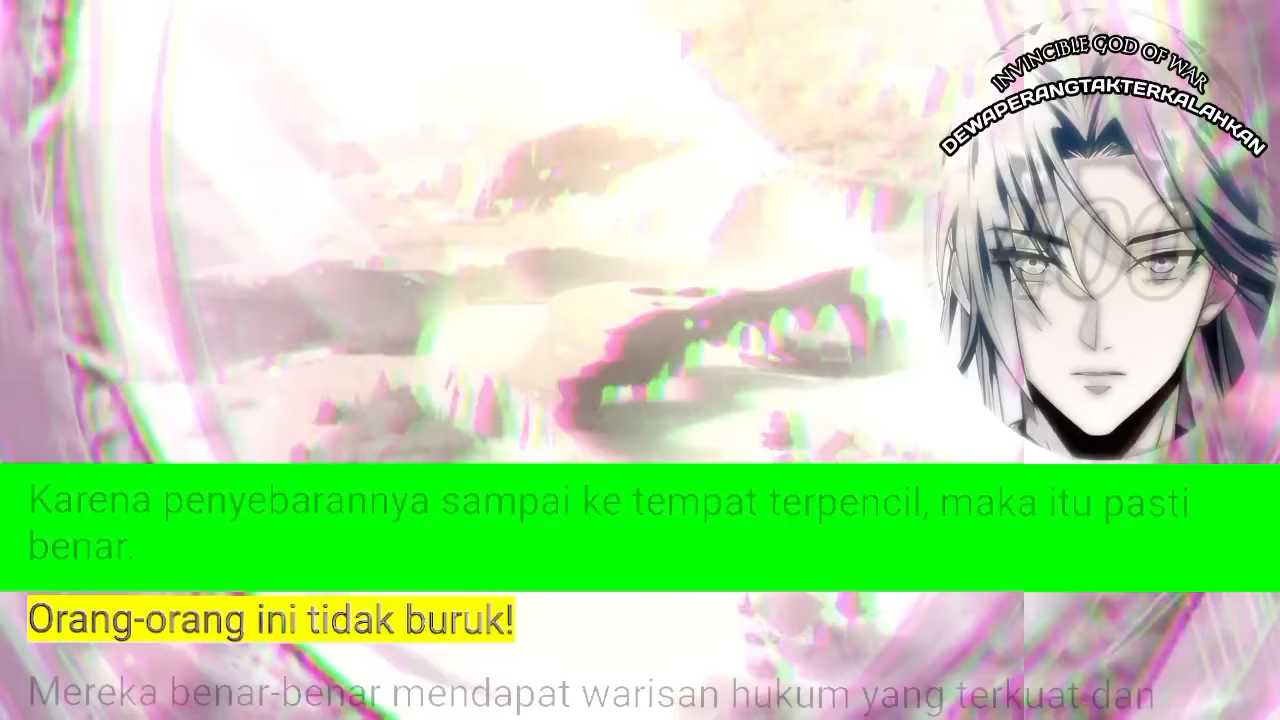 INVINCIBLE GOD OF WAR
DEWAPERANGTAKTERKALAHKAN
Karena penyebarannya sampai ke tempat terpencil, maka itu pasti
benar.
Orang-orang ini tidak buruk!
Mereka benar-benar mendapat warisan hukum yang terkuat dan